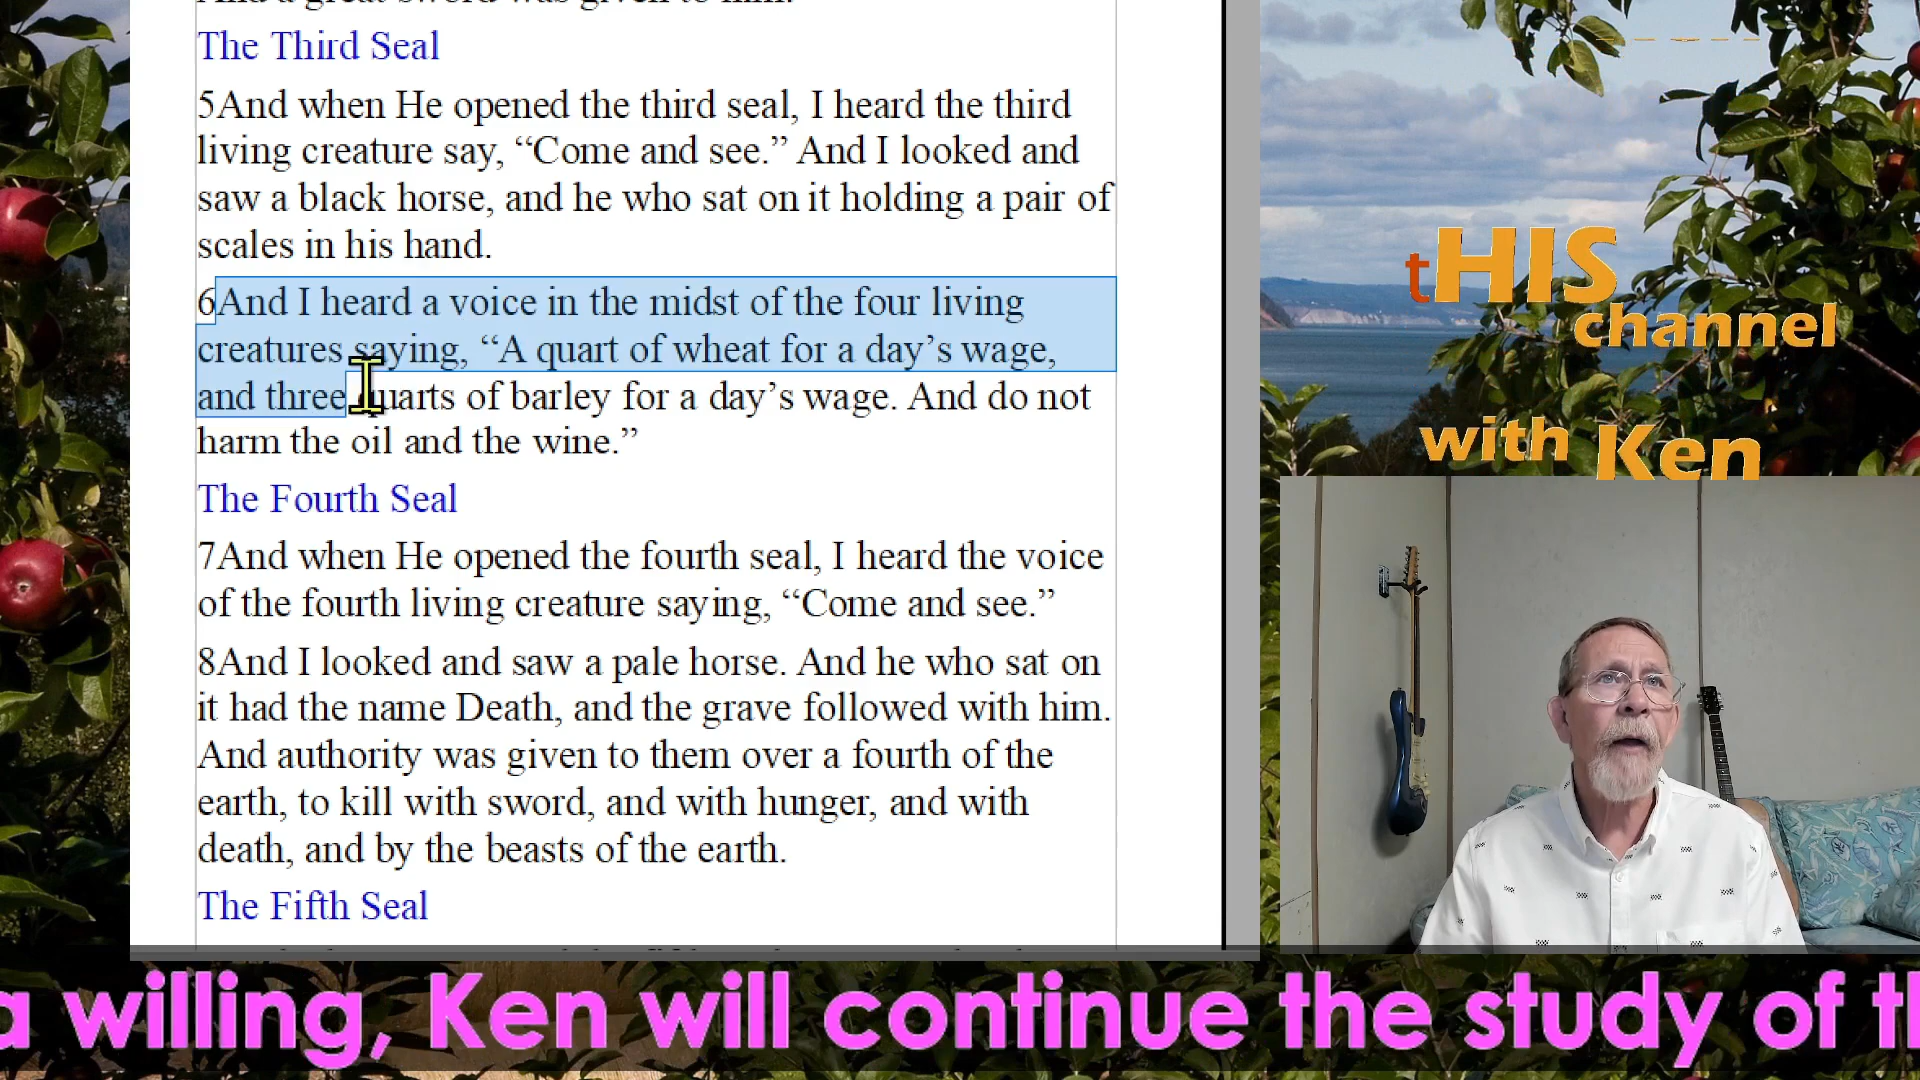 And a great sword was given to him.
The Third Seal
5And when He opened the third seal, I heard the third
living creature say, “Come and see.” And I looked and
saw a black horse, and he who sat on it holding a pair of
scales in his hand.
6And I heard a voice in the midst of the four living
creatures saying, “A quart of wheat for a day’s wage,
and three quarts of barley for a day’s wage. And do not
harm the oil and the wine.”
The Fourth Seal
7And when He opened the fourth seal, I heard the voice
of the fourth living creature saying, “Come and see.”
8And I looked and saw a pale horse. And he who sat on
it had the name Death, and the grave followed with him.
And authority was given to them over a fourth of the
earth, to kill with sword, and with hunger, and with
death, and by the beasts of the earth.
The Fifth Seal
tHIS
channel
with Ken
a willing, Ken will continue the study of